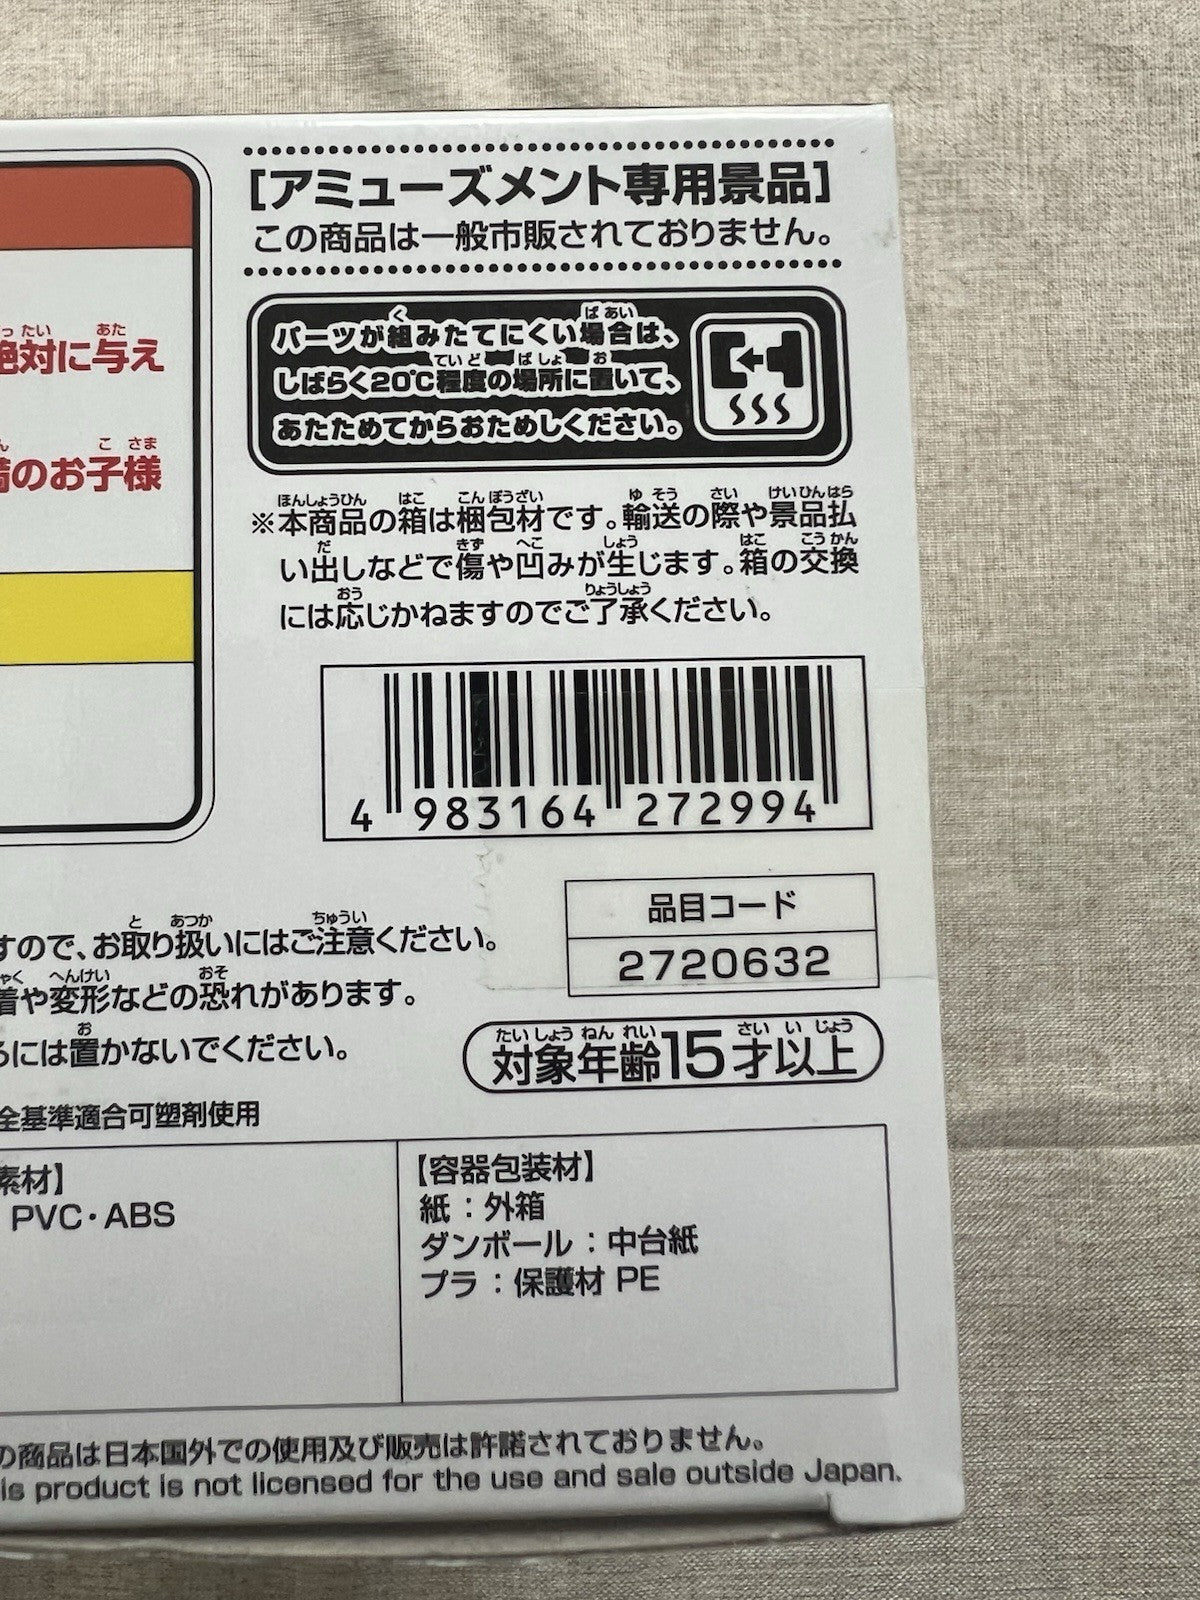 [アミューズメント専用景品]
この商品は一般市販されておりません。
パーツが組みたてにくい場合は、
しばらく20℃程度の場所に置いて、
あたためてからおためしください。
対に与え
のお子様
※本商品の箱は梱包材です。輸送の際や景品払
い出しなどで傷や凹みが生じます。箱の交換
には応じかねますのでご了承ください。
4 983164 272994
品目コード
2720632
すので、お取り扱いにはご注意ください。
着や変形などの恐れがあります。
ろには置かないでください。
対象年齢15才以上
全基準適合可塑剤使用
素材】
PVC・ABS
【容器包装材】
紙：外箱
ダンボール：中台紙
プラ：保護材 PE
の商品は日本国外での使用及び販売は許諾されておりません。
is product is not licensed for the use and sale outside Japan.